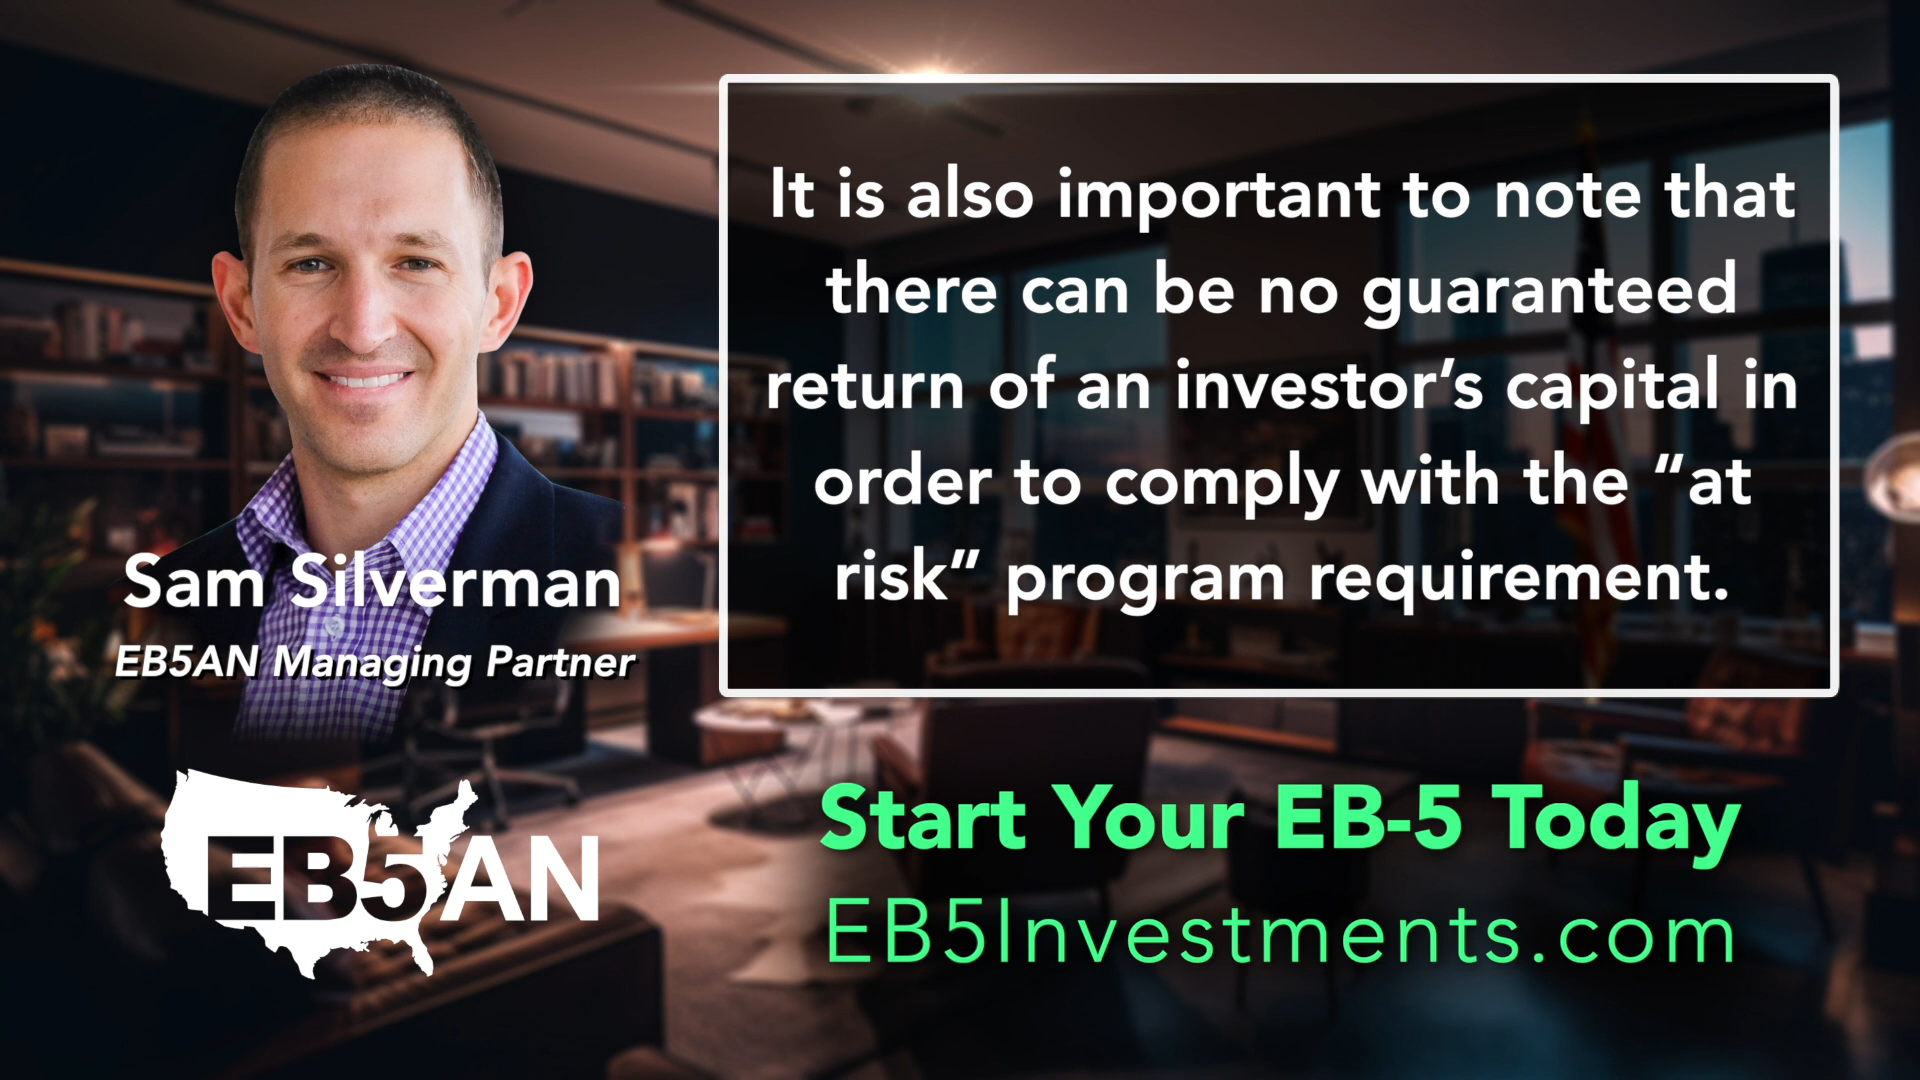 Sam Silverman
EB5AN Managing Partner
EB5AN
It is also important to note that
there can be no guaranteed
return of an investor’s capital in
order to comply with the “at
risk” program requirement.
Start Your EB-5 Today
EB5Investments.com